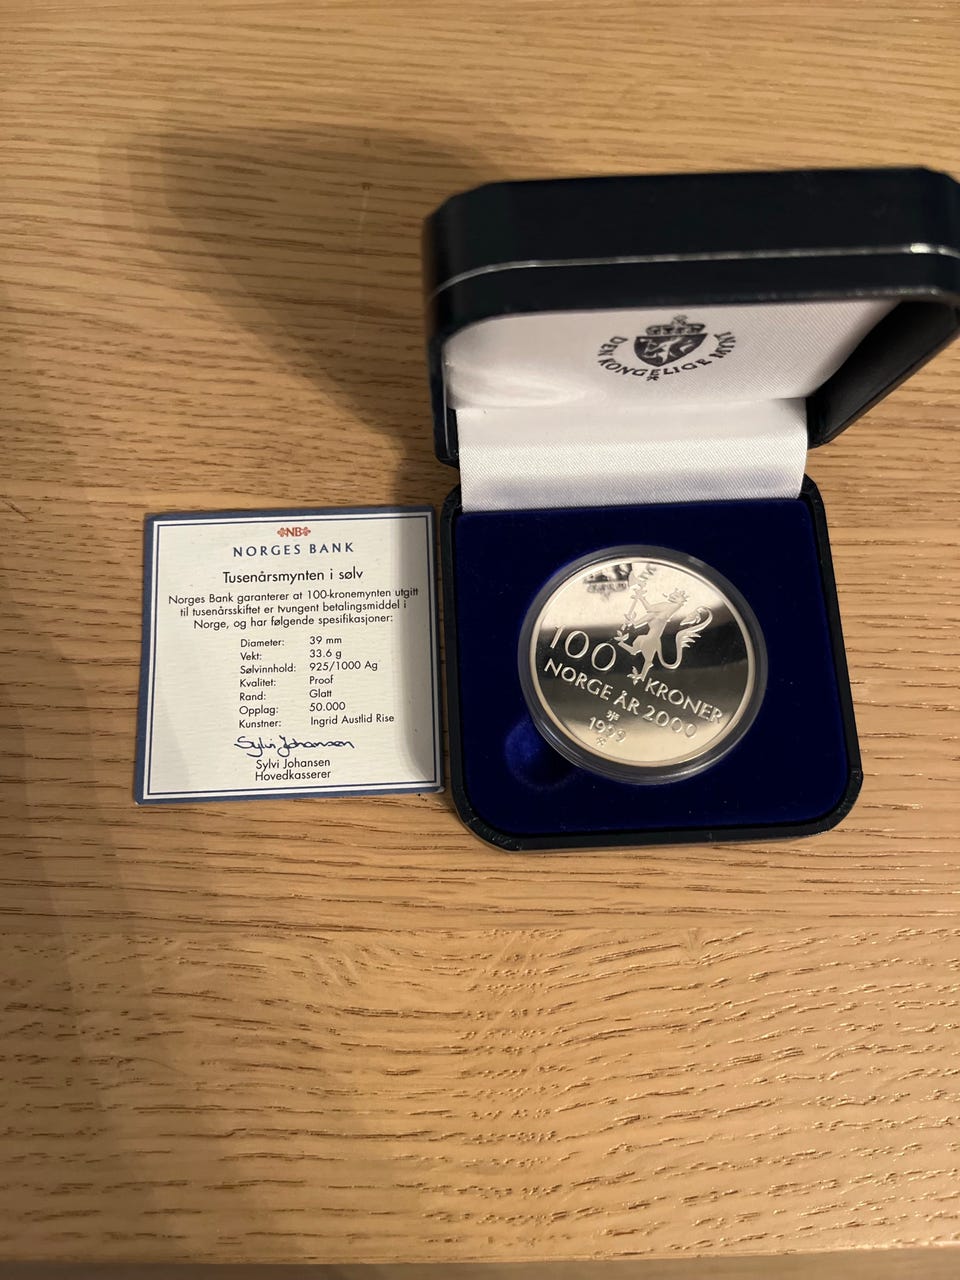 NB
NORGES BANK
Tusenårsmynten i sølv
Norges Bank garanterer at 100-kronemynten utgitt
til tusenårsskiftet er tvungent betalingsmiddel i
Norge, og har følgende spesifikasjoner:
Diameter: 39 mm
Vekt: 33.6 g
Sølvinnhold: 925/1000 Ag
Kvalitet: Proof
Rand: Glatt
Opplag: 50.000
Kunstner: Ingrid Austlid Rise
Sylvi Johansen
Sylvi Johansen
Hovedkasserer
DEN KONGELIGE MYNT
100 KRONER
NORGE ÅR 2000
1999